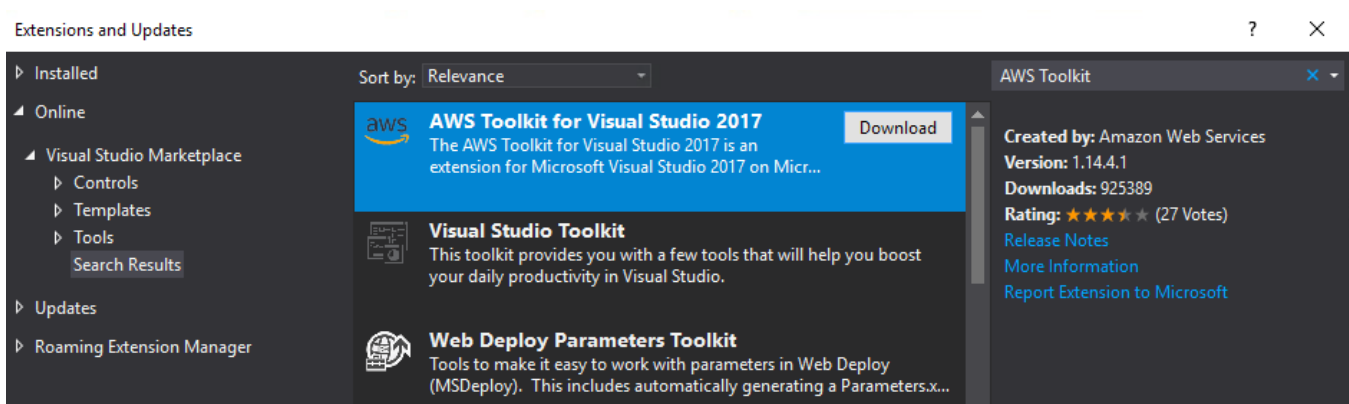 Extensions and Updates
?
Installed
Online
Visual Studio Marketplace
Controls
Templates
Tools
Search Results
Updates
Roaming Extension Manager
Sort by: Relevance
aws
AWS Toolkit for Visual Studio 2017
Download
The AWS Toolkit for Visual Studio 2017 is an
extension for Microsoft Visual Studio 2017 on Micr...
Visual Studio Toolkit
This toolkit provides you with a few tools that will help you boost
your daily productivity in Visual Studio.
Web Deploy Parameters Toolkit
Tools to make it easy to work with parameters in Web Deploy
(MSDeploy).  This includes automatically generating a Parameters.x...
AWS Toolkit
Created by: Amazon Web Services
Version: 1.14.4.1
Downloads: 925389
Rating: (27 Votes)
Release Notes
More Information
Report Extension to Microsoft